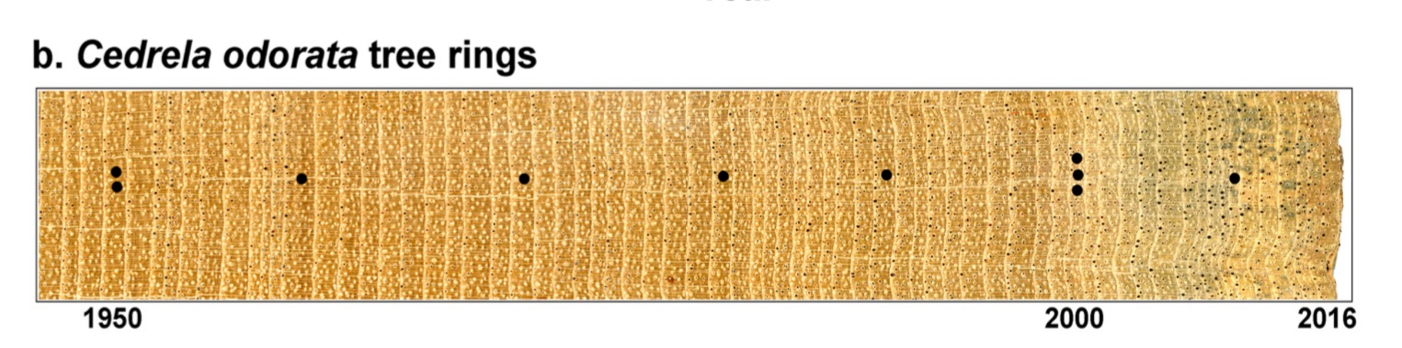 b. Cedrela odorata tree rings
1950 2000 2016